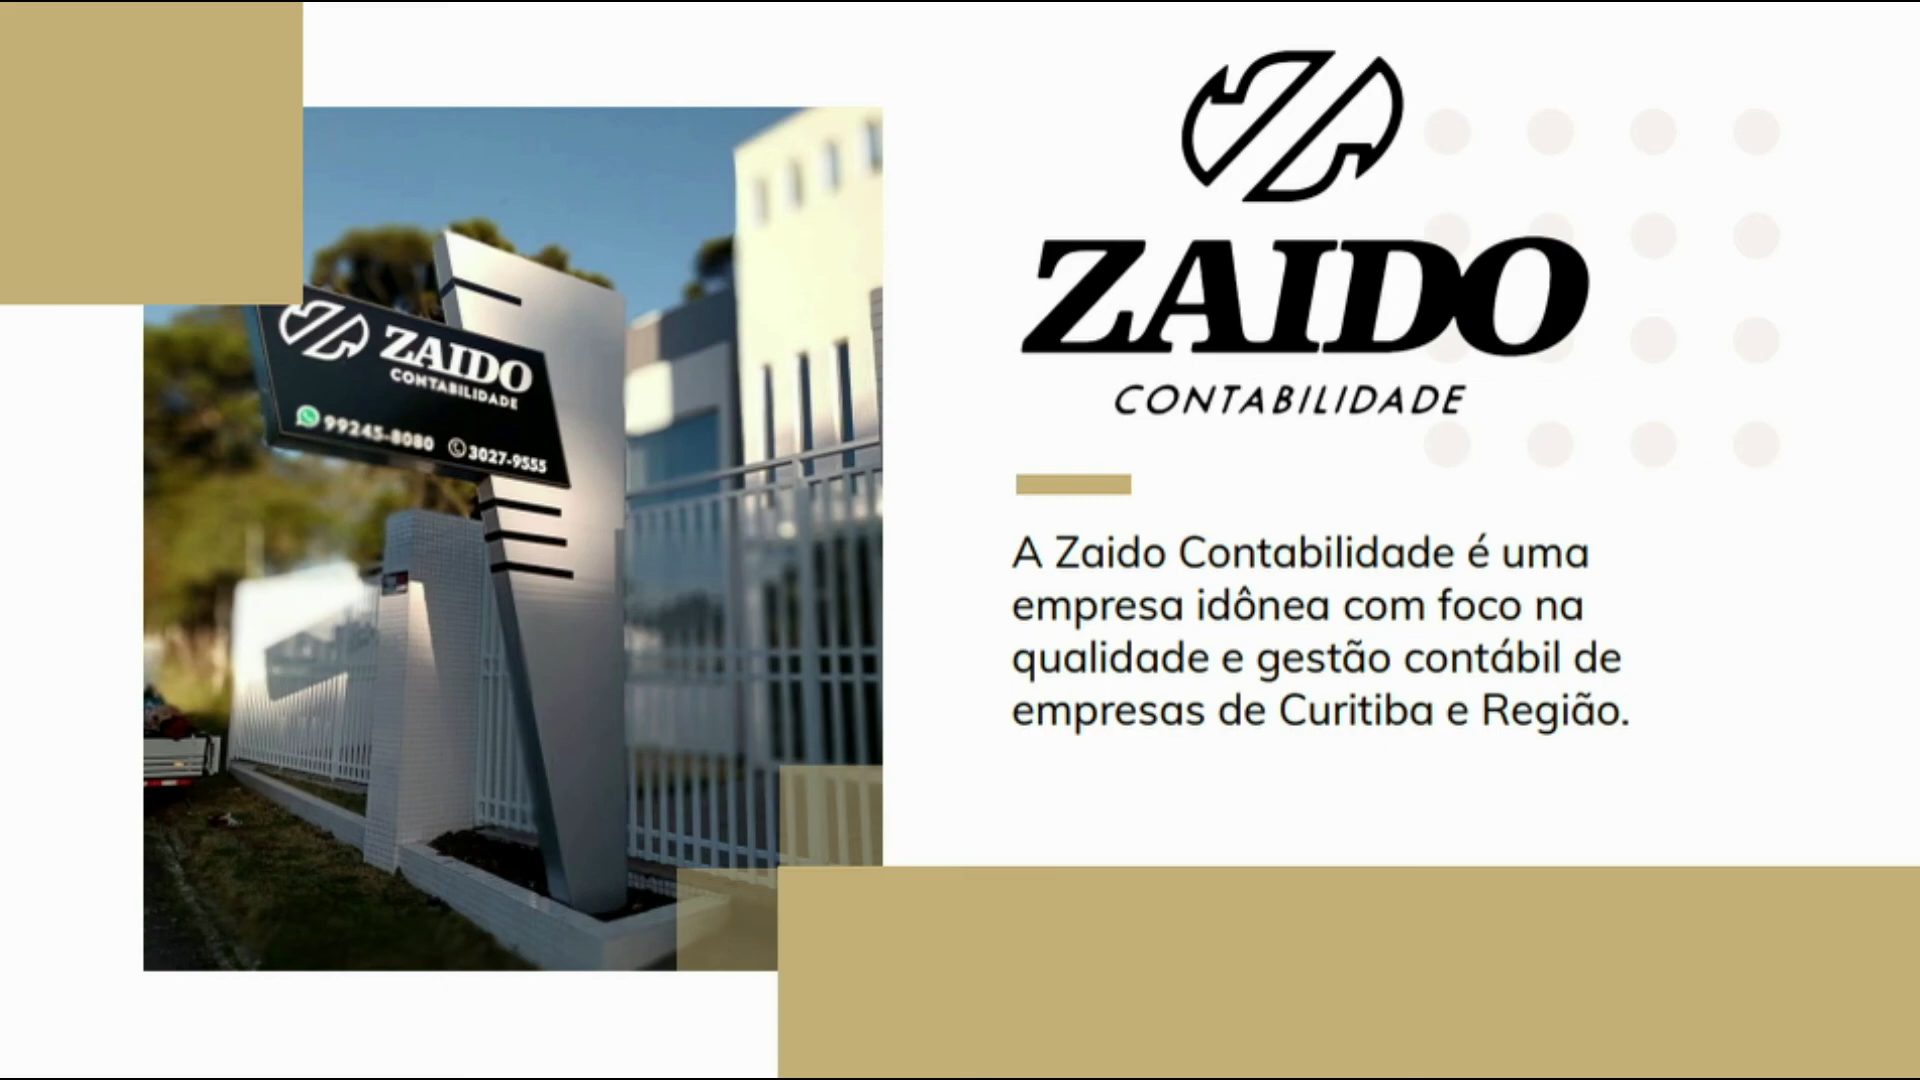 ZAIDO
CONTABILIDADE
99245-8080 3027-9555
ZAIDO
CONTABILIDADE
A Zaido Contabilidade é uma
empresa idônea com foco na
qualidade e gestão contábil de
empresas de Curitiba e Região.